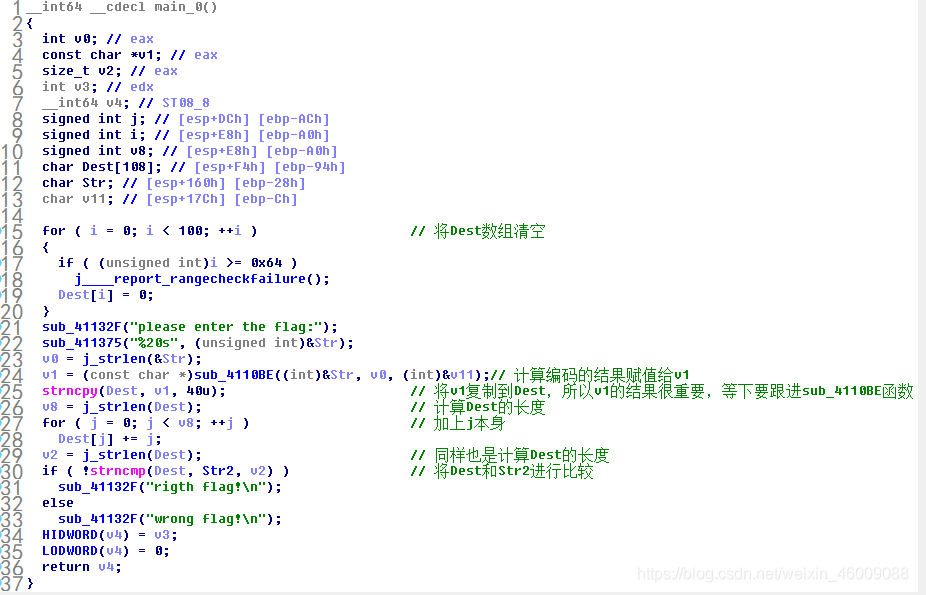 1 __int64 __cdecl main_0()
2 {
3 int v0; // eax
4 const char *v1; // eax
5 size_t v2; // eax
6 int v3; // edx
7 __int64 v4; // ST08_8
8 signed int j; // [esp+DCh] [ebp-ACh]
9 signed int i; // [esp+E8h] [ebp-A0h]
10 signed int v8; // [esp+E8h] [ebp-A0h]
11 char Dest[108]; // [esp+F4h] [ebp-94h]
12 char Str; // [esp+160h] [ebp-28h]
13 char v11; // [esp+17Ch] [ebp-Ch]
14
15 for ( i = 0; i < 100; ++i ) // 将Dest数组清空
16 {
17 if ( (unsigned int)i >= 0x64 )
18 j____report_rangecheckfailure();
19 Dest[i] = 0;
20 }
21 sub_41132F("please enter the flag:");
22 sub_411375("%20s", (unsigned int)&Str);
23 v0 = j_strlen(&Str);
24 v1 = (const char *)sub_4110BE((int)&Str, v0, (int)&v11);// 计算编码的结果赋值给v1
25 strncpy(Dest, v1, 40u); // 将v1复制到Dest，所以v1的结果很重要，等下要跟进sub_4110BE函数
26 v8 = j_strlen(Dest); // 计算Dest的长度
27 for ( j = 0; j < v8; ++j ) // 加上j本身
28 Dest[j] += j;
29 v2 = j_strlen(Dest); // 同样也是计算Dest的长度
30 if ( !strncmp(Dest, Str2, v2) ) // 将Dest和Str2进行比较
31 sub_41132F("rigth flag!\n");
32 else
33 sub_41132F("wrong flag!\n");
34 HIDWORD(v4) = v3;
35 LODWORD(v4) = 0;
36 return v4;
37 }
https://blog.csdn.net/weixin_46009088